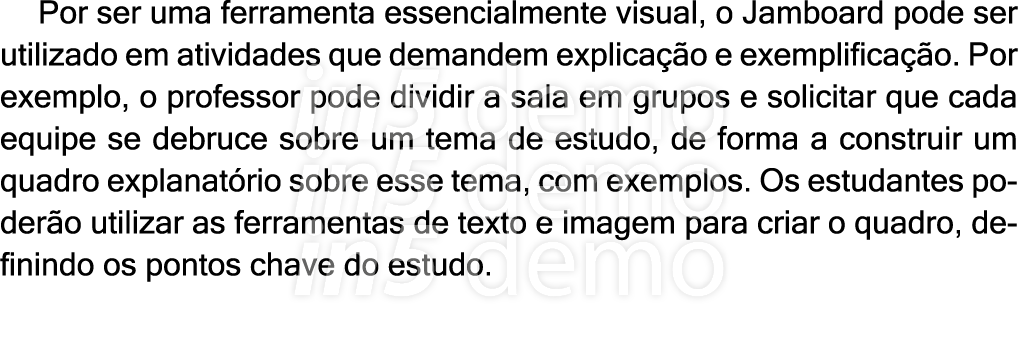 Por ser uma ferramenta essencialmente visual, o Jamboard pode ser
utilizado em atividades que demandem explicação e exemplificação. Por
exemplo, o professor pode dividir a sala em grupos e solicitar que cada
equipe se debruce sobre um tema de estudo, de forma a construir um
quadro explanatório sobre esse tema, com exemplos. Os estudantes po-
derão utilizar as ferramentas de texto e imagem para criar o quadro, de-
finindo os pontos chave do estudo.
in5 demo
in5 demo
in5 demo